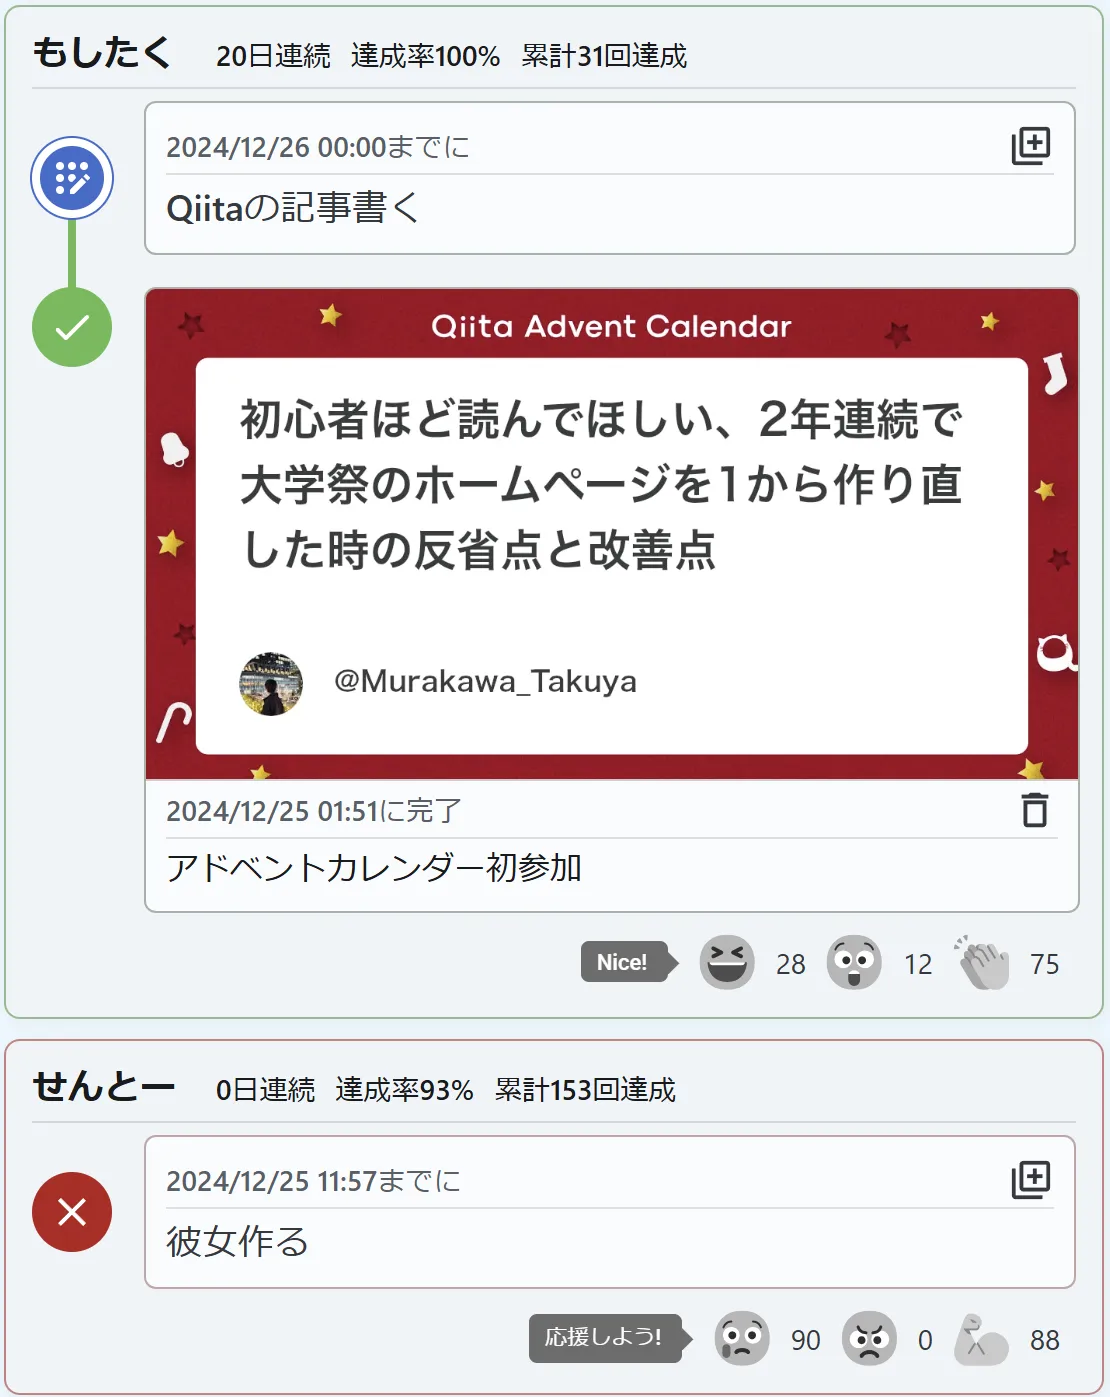 もしたく 20日連続 達成率100% 累計31回達成
2024/12/26 00:00までに
Qiitaの記事書く
Qiita Advent Calendar
初心者ほど読んでほしい、2年連続で
大学祭のホームページを1から作り直
した時の反省点と改善点
@Murakawa_Takuya
2024/12/25 01:51に完了
アドベントカレンダー初参加
Nice! 28 12 75
せんとー 0日連続 達成率93% 累計153回達成
2024/12/25 11:57までに
彼女作る
応援しよう! 90 0 88